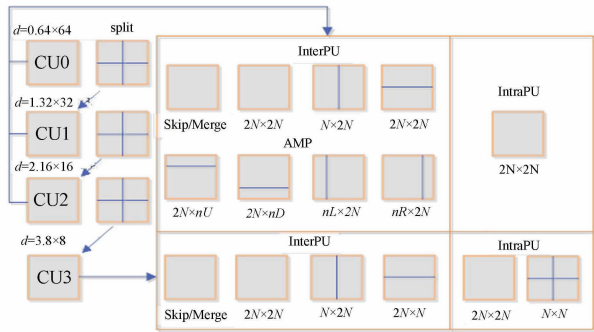 d=0.64×64
split
CU0
d=1.32×32
CU1
d=2.16×16
CU2
d=3.8×8
CU3
InterPU
Skip/Merge 2N×2N N×2N 2N×2N
AMP
2N×nU 2N×nD nL×2N nR×2N
IntraPU
2N×2N
InterPU
Skip/Merge 2N×2N N×2N 2N×N
IntraPU
2N×2N N×N